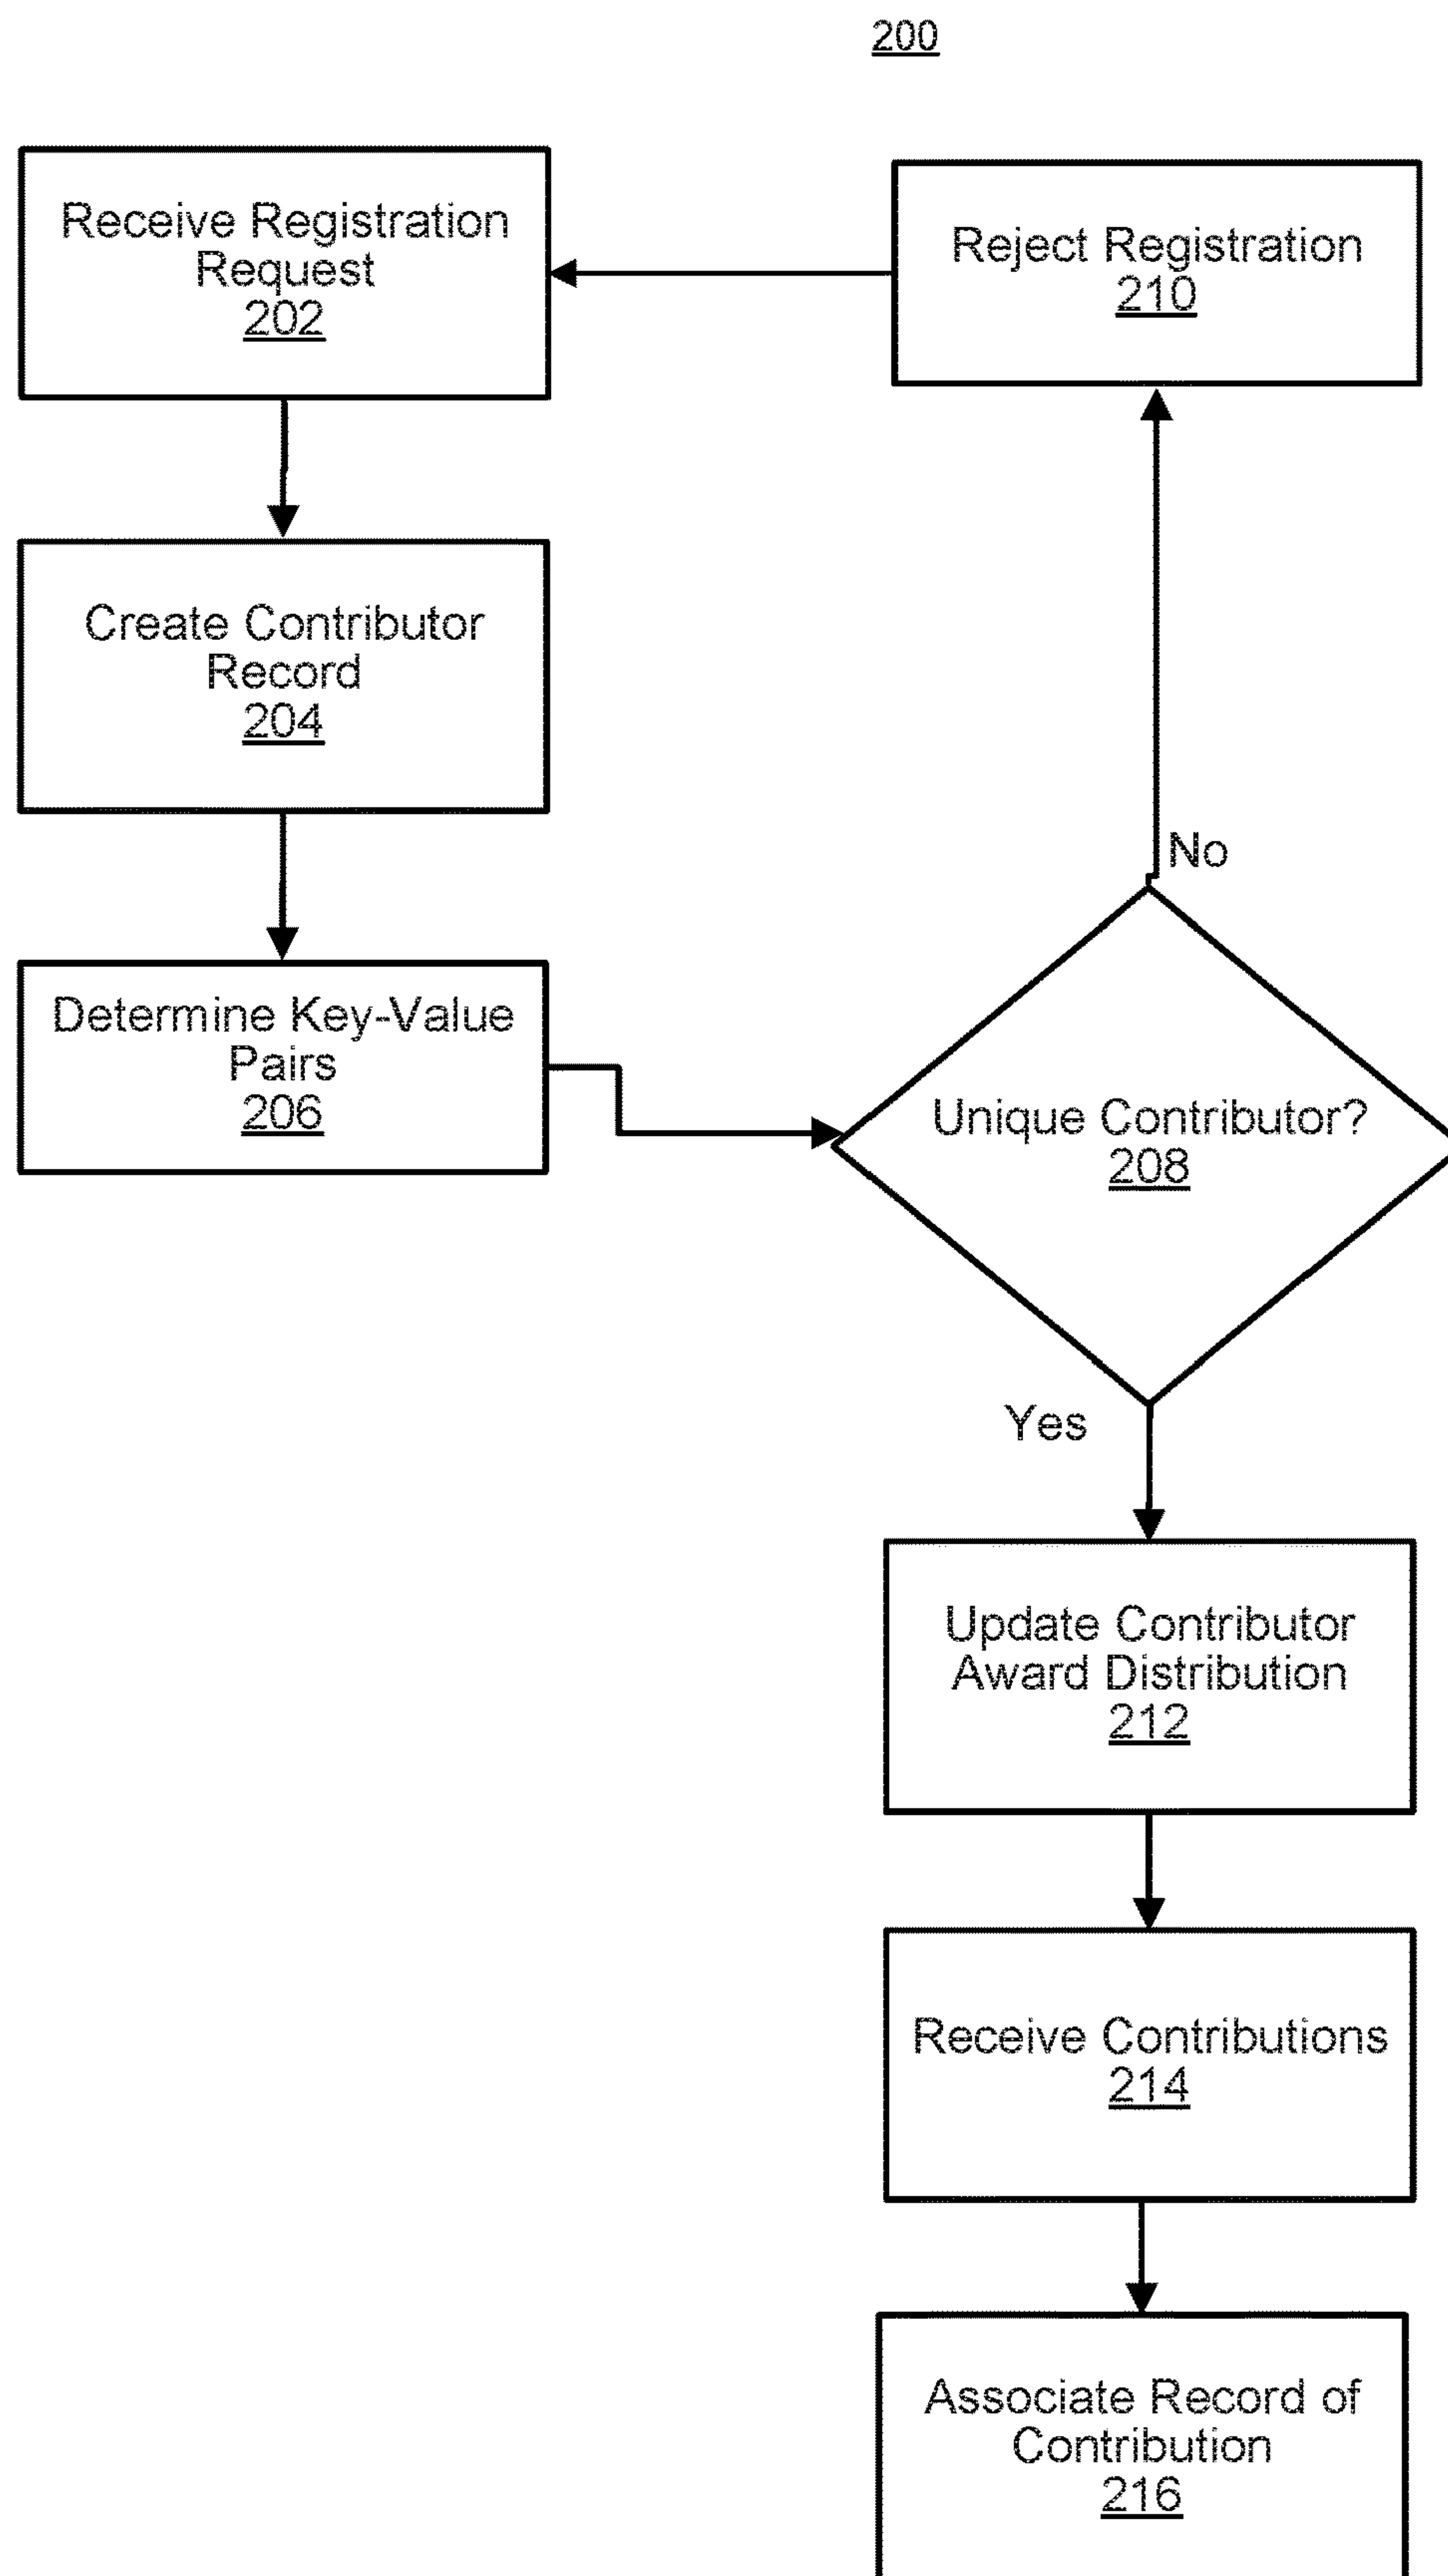 200
Receive Registration
Request
202
Reject Registration
210
Create Contributor
Record
204
No
Determine Key-Value
Pairs
206
Unique Contributor?
208
Yes
Update Contributor
Award Distribution
212
Receive Contributions
214
Associate Record of
Contribution
216